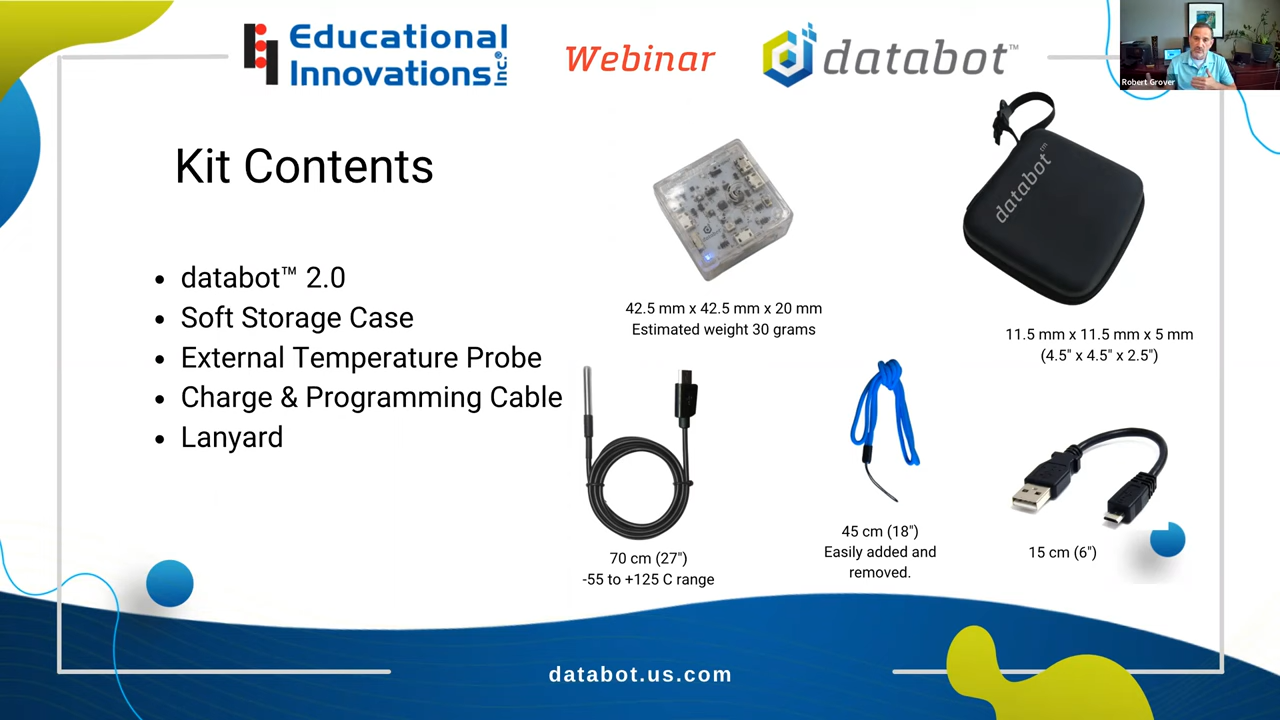 Educational
Innovations Inc.®
Webinar
databot™
Robert Grover
Kit Contents
• databot™ 2.0
• Soft Storage Case
• External Temperature Probe
• Charge & Programming Cable
• Lanyard
42.5 mm x 42.5 mm x 20 mm
Estimated weight 30 grams
databot™
11.5 mm x 11.5 mm x 5 mm
(4.5" x 4.5" x 2.5")
70 cm (27")
-55 to +125 C range
45 cm (18")
Easily added and
removed.
15 cm (6")
databot.us.com